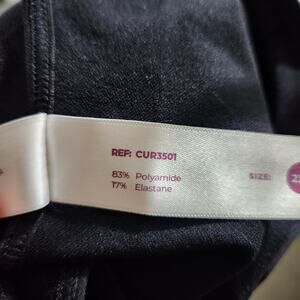 REF: CUR3501
83% Polyamide
17% Elastane
SIZE: